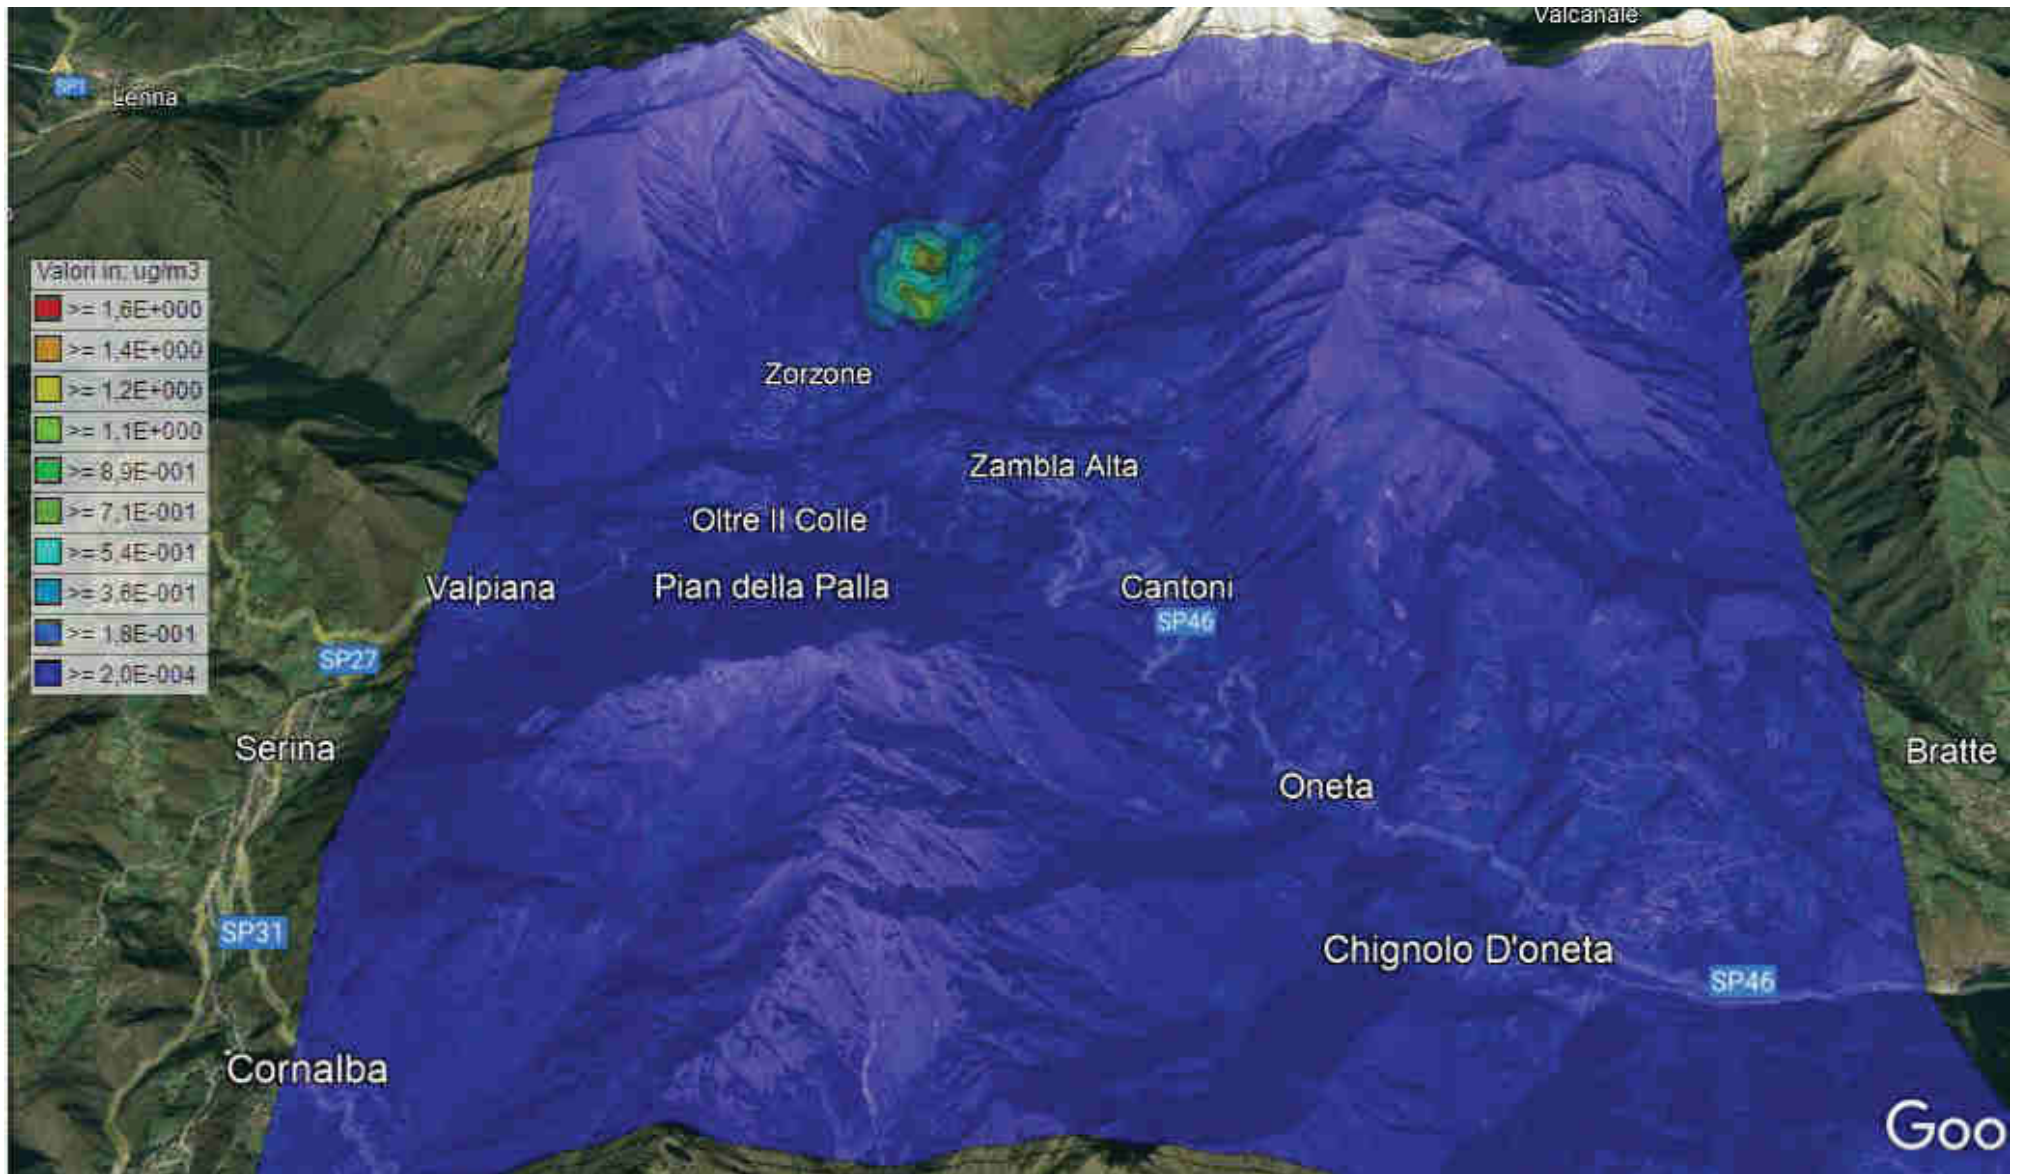 Valcanale
SP1
Lenna
Valori in: ug/m3
>= 1,6E+000
>= 1,4E+000
>= 1,2E+000
>= 1,1E+000
>= 8,9E-001
>= 7,1E-001
>= 5,4E-001
>= 3,6E-001
>= 1,8E-001
>= 2,0E-004
Zorzone
Zambla Alta
Oltre Il Colle
Valpiana
Pian della Palla
Cantoni
SP46
SP27
Serina
Bratte
Oneta
SP31
Chignolo D'oneta
SP46
Cornalba
Goo